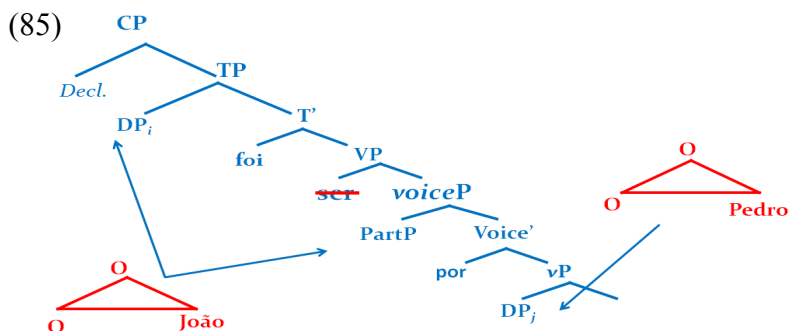 (85)
CP
Decl.
TP
DPi
T’
foi
VP
ser
voiceP
PartP
Voice’
por
vP
DPj
O
O
João
O
O
Pedro